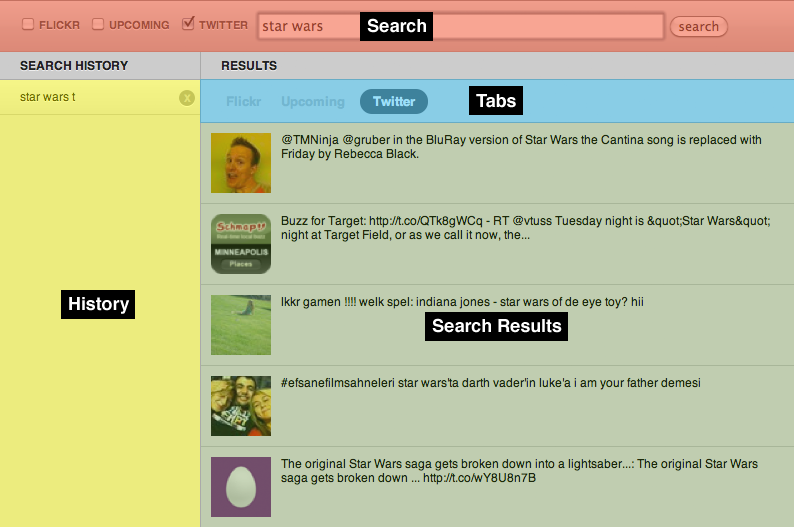 FLICKR UPCOMING TWITTER star wars Search search
SEARCH HISTORY RESULTS
star wars t X
Flickr Upcoming Twitter Tabs
@TMNinja @gruber in the BluRay version of Star Wars the Cantina song is replaced with
Friday by Rebecca Black.
Schmap!!
MINNEAPOLIS
Places
Buzz for Target: http://t.co/QTk8gWCq - RT @vtuss Tuesday night is &quot;Star Wars&quot;
night at Target Field, or as we call it now, the...
History
lkkr gamen !!!! welk spel: indiana jones - star wars of de eye toy? hii
Search Results
#efsanefilmsahneleri star wars'ta darth vader'in luke'a i am your father demesi
The original Star Wars saga gets broken down into a lightsaber...: The original Star Wars
saga gets broken down ... http://t.co/wY8U8n7B